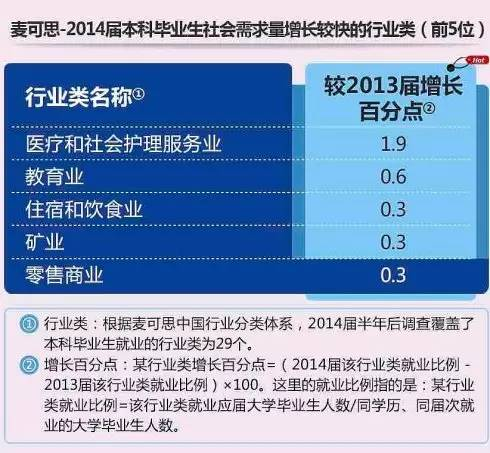 麦可思-2014届本科毕业生社会需求量增长较快的行业类（前5位）
Hot
行业类名称① 较2013届增长百分点②
医疗和社会护理服务业 1.9
教育业 0.6
住宿和饮食业 0.3
矿业 0.3
零售商业 0.3
① 行业类：根据麦可思中国行业分类体系，2014届半年后调查覆盖了
本科毕业生就业的行业类为29个。
② 增长百分点：某行业类增长百分点=（2014届该行业类就业比例 -
2013届该行业类就业比例）×100。这里的就业比例指的是：某行业
类就业比例=该行业类就业应届大学毕业生人数/同学历、同届次就
业的大学毕业生人数。